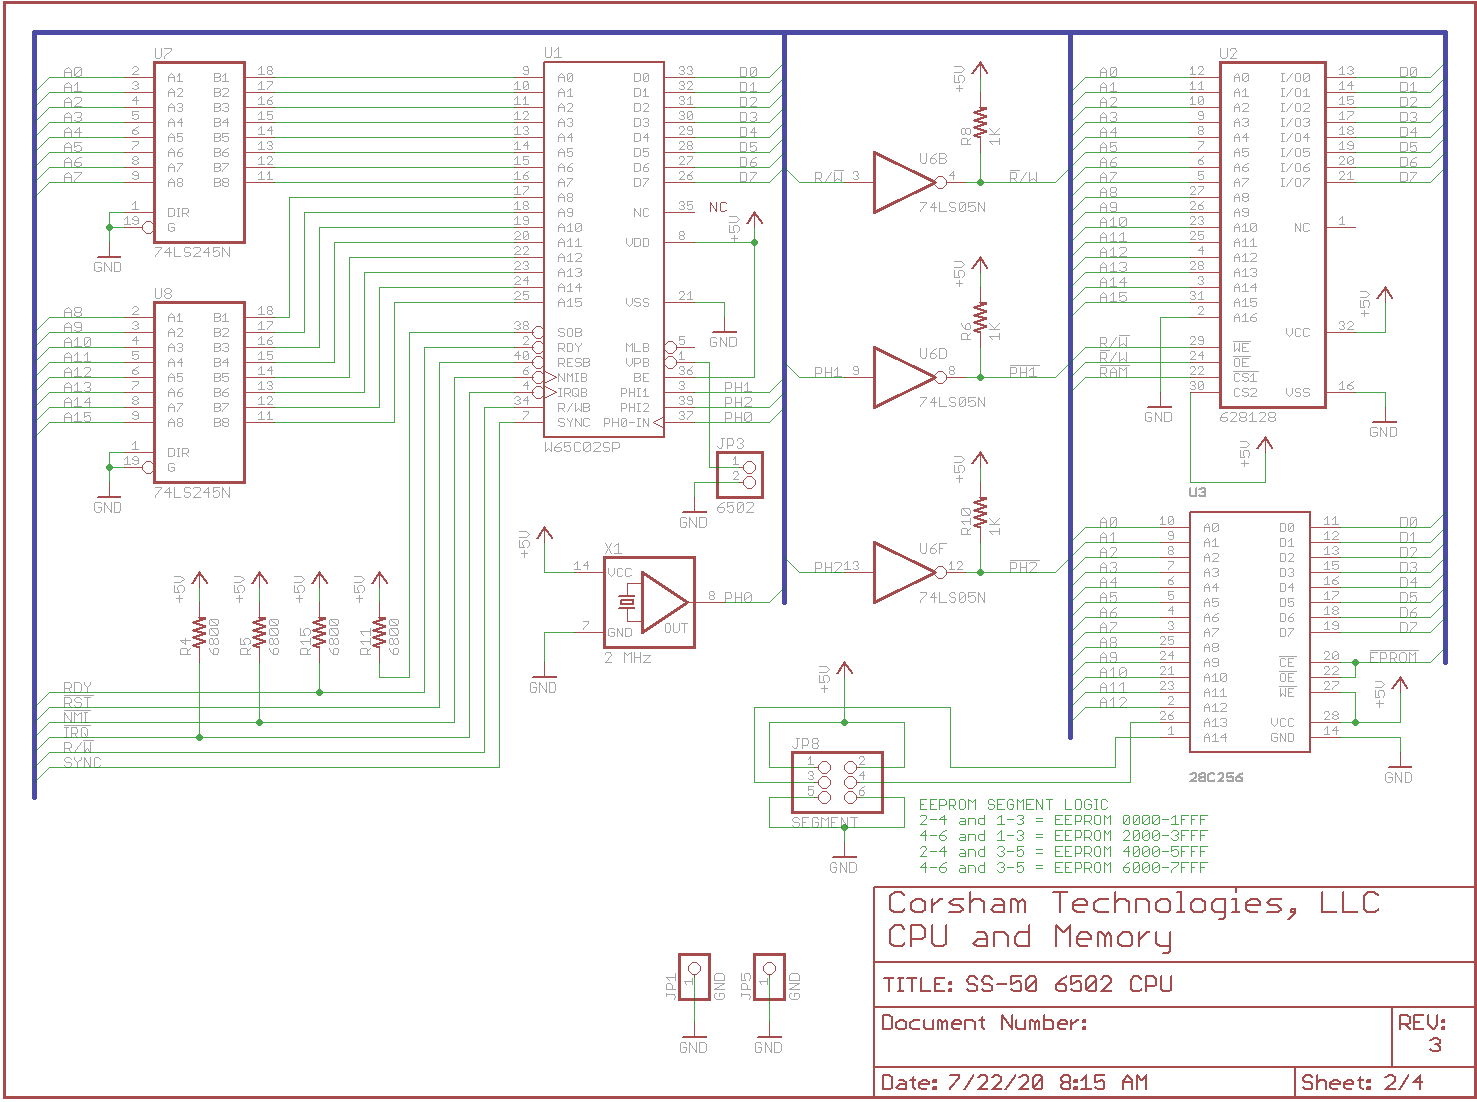 U7
A0 2 A1 B1 18
A1 3 A2 B2 17
A2 4 A3 B3 16
A3 5 A4 B4 15
A4 6 A5 B5 14
A5 7 A6 B6 13
A6 8 A7 B7 12
A7 9 A8 B8 11
1 DIR
19 G
GND
74LS245N
U8
A8 2 A1 B1 18
A9 3 A2 B2 17
A10 4 A3 B3 16
A11 5 A4 B4 15
A12 6 A5 B5 14
A13 7 A6 B6 13
A14 8 A7 B7 12
A15 9 A8 B8 11
1 DIR
19 G
GND
74LS245N
U1
9 A0 D0 33 D0
10 A1 D1 32 D1
11 A2 D2 31 D2
12 A3 D3 30 D3
13 A4 D4 29 D4
14 A5 D5 28 D5
15 A6 D6 27 D6
16 A7 D7 26 D7
17 A8
18 A9 NC 35 NC
19 A10
20 A11 VDD 8 +5V
22 A12
23 A13
24 A14
25 A15 VSS 21
GND
38 SOB
2 RDY MLB 5
40 RESB VPB 1
6 NMIB BE 36
4 IRQB PHI1 3 PH1
34 R/WB PHI2 39 PH2
7 SYNC PH0-IN 37 PH0
W65C02SP
JP3
1
2
6502
GND
+5V
X1
14 VCC
8 PH0
7 GND OUT
2 MHz
GND
+5V +5V +5V +5V
R4 6800 R5 6800 R15 6800 R11 6800
RDY
RST
NMI
IRQ
R/W
SYNC
+5V
R8 1K
U6B
R/W 3 4 R/W
74LS05N
+5V
R6 1K
U6D
PH1 9 8 PH1
74LS05N
+5V
R10 1K
U6F
PH2 13 12 PH2
74LS05N
U2
A0 12 A0 I/O0 13 D0
A1 11 A1 I/O1 14 D1
A2 10 A2 I/O2 15 D2
A3 9 A3 I/O3 17 D3
A4 8 A4 I/O4 18 D4
A5 7 A5 I/O5 19 D5
A6 6 A6 I/O6 20 D6
A7 5 A7 I/O7 21 D7
A8 27 A8
A9 26 A9
A10 23 A10 NC 1
A11 25 A11
A12 4 A12
A13 28 A13
A14 3 A14
A15 31 A15
2 A16
VCC 32 +5V
R/W 29 WE
R/W 24 OE
RAM 22 CS1
30 CS2 VSS 16
GND
628128
GND
+5V
U3
A0 10 A0 D0 11 D0
A1 9 A1 D1 12 D1
A2 8 A2 D2 13 D2
A3 7 A3 D3 15 D3
A4 6 A4 D4 16 D4
A5 5 A5 D5 17 D5
A6 4 A6 D6 18 D6
A7 3 A7 D7 19 D7
A8 25 A8
A9 24 A9 CE 20 EPROM
A10 21 A10 OE 22
A11 23 A11 WE 27 +5V
A12 2 A12
26 A13 VCC 28
1 A14 GND 14
GND
28C256
+5V
JP8
1 2
3 4
5 6
SEGMENT
GND
EEPROM SEGMENT LOGIC
2-4 and 1-3 = EEPROM 0000-1FFF
4-6 and 1-3 = EEPROM 2000-3FFF
2-4 and 3-5 = EEPROM 4000-5FFF
4-6 and 3-5 = EEPROM 6000-7FFF
JP1 1 GND
GND
JP5 1 GND
GND
Corsham Technologies, LLC
CPU and Memory
TITLE: SS-50 6502 CPU
Document Number:
REV:
3
Date: 7/22/20 8:15 AM
Sheet: 2/4